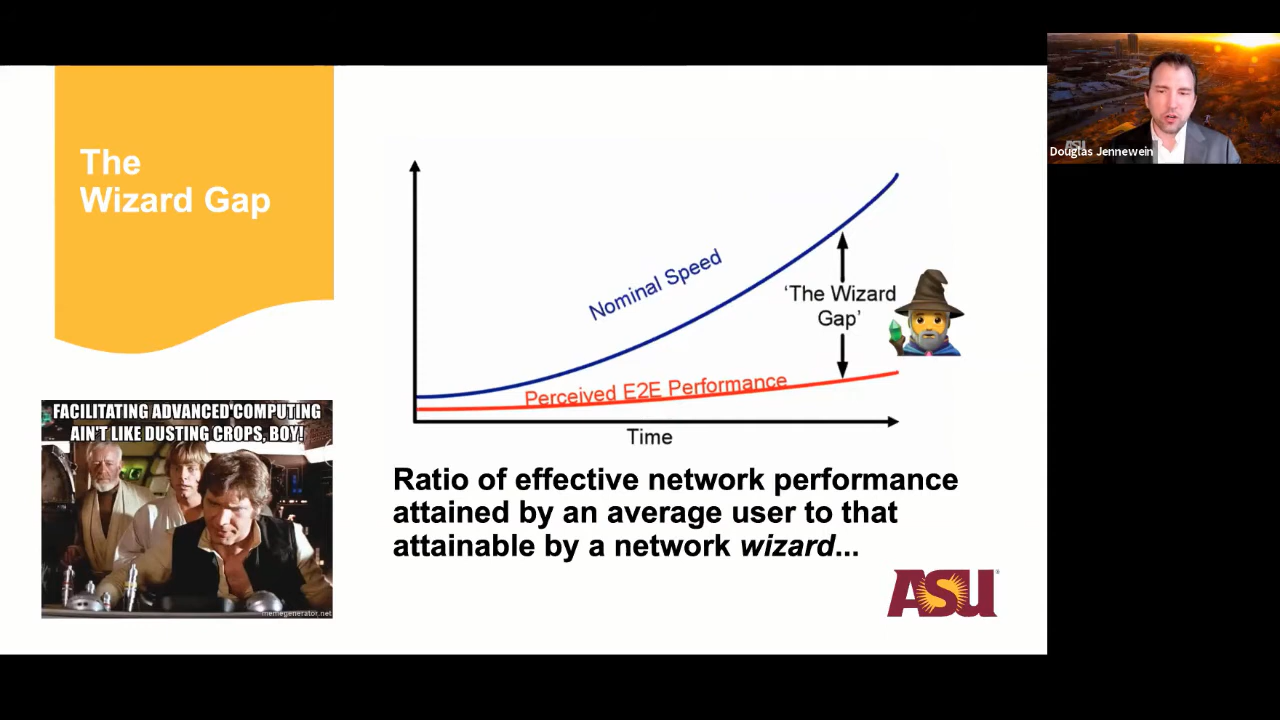 The
Wizard Gap
Nominal Speed
'The Wizard
Gap'
Perceived E2E Performance
Time
FACILITATING ADVANCED COMPUTING
AIN'T LIKE DUSTING CROPS, BOY!
memegenerator.net
Ratio of effective network performance
attained by an average user to that
attainable by a network wizard...
ASU
ASU
Douglas Jennewein